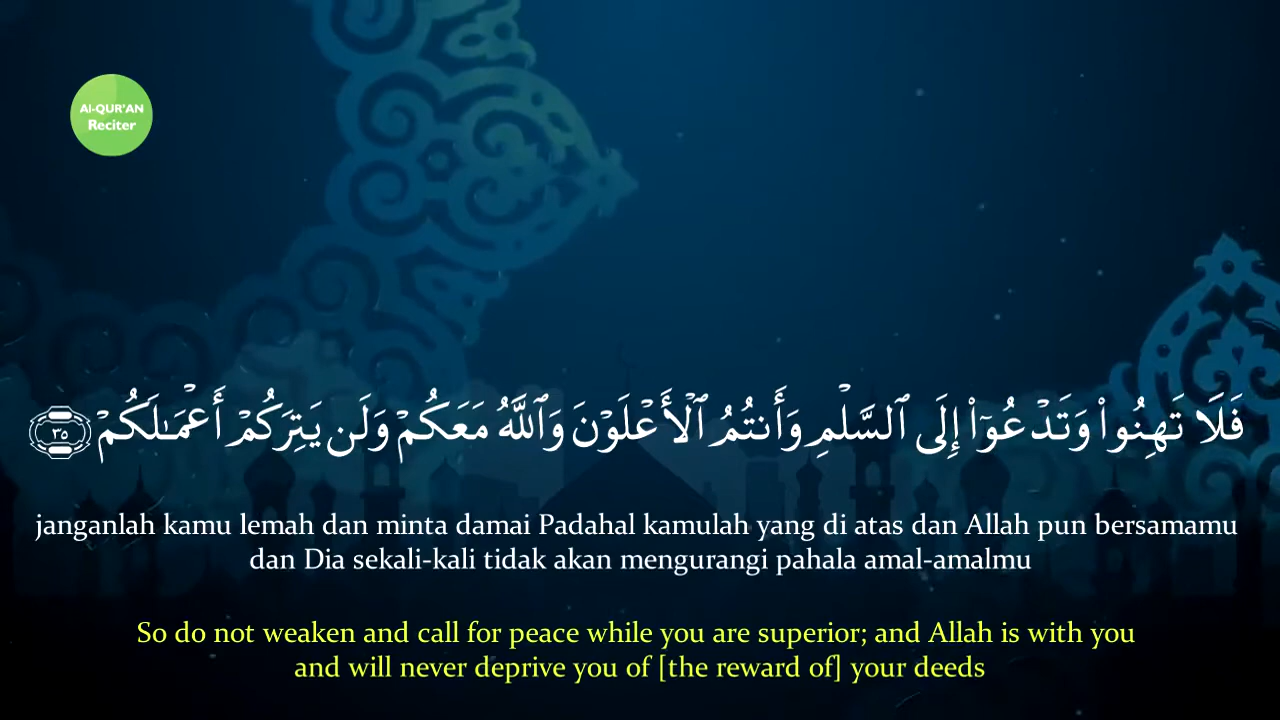 Al-QUR'AN
Reciter
فَلَا تَهِنُوا۟ وَتَدْعُوٓا۟ إِلَى ٱلسَّلْمِ وَأَنتُمُ ٱلْأَعْلَوْنَ وَٱللَّهُ مَعَكُمْ وَلَن يَتِرَكُمْ أَعْمَـٰلَكُمْ ٣٥
janganlah kamu lemah dan minta damai Padahal kamulah yang di atas dan Allah pun bersamamu
dan Dia sekali-kali tidak akan mengurangi pahala amal-amalmu
So do not weaken and call for peace while you are superior; and Allah is with you
and will never deprive you of [the reward of] your deeds